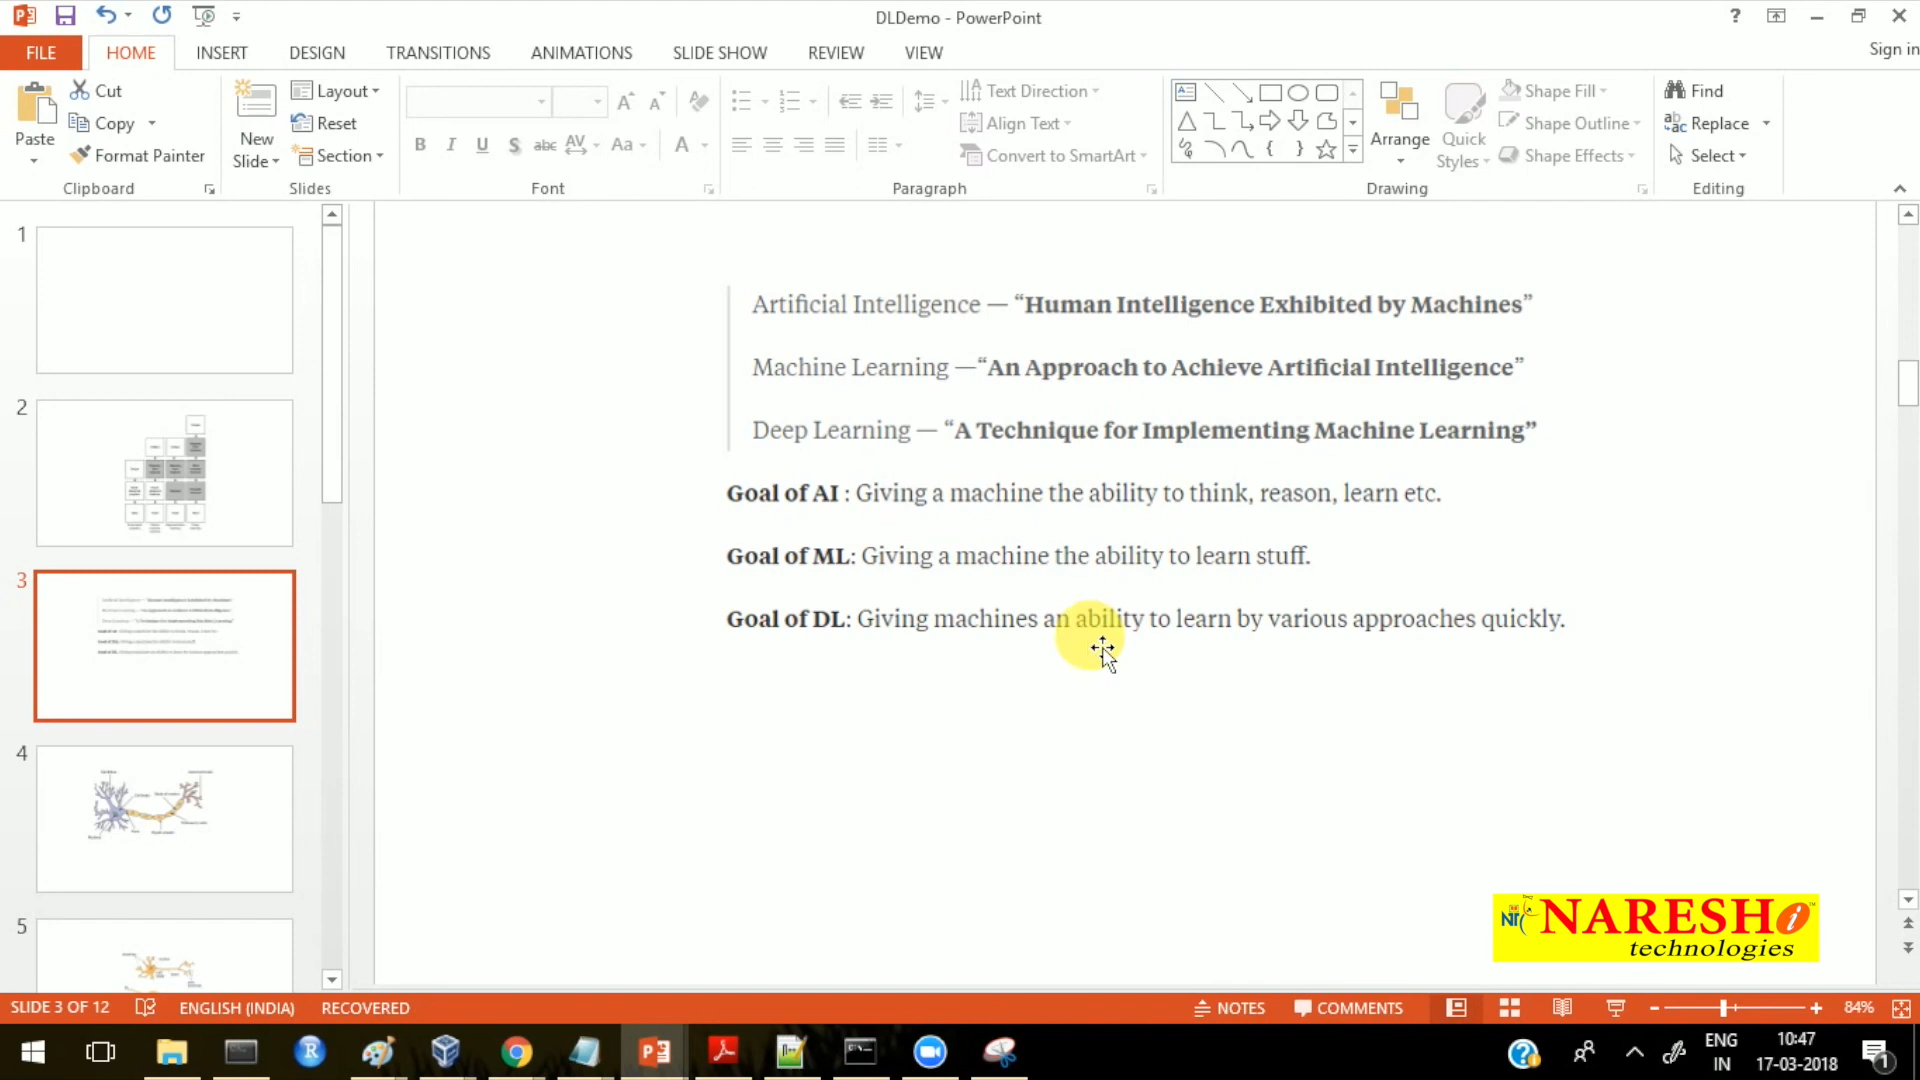 DLDemo - PowerPoint
Sign in
FILE HOME INSERT DESIGN TRANSITIONS ANIMATIONS SLIDE SHOW REVIEW VIEW
Cut
Copy
Format Painter
Paste
Clipboard
New Slide
Layout
Reset
Section
Slides
Font
Text Direction
Align Text
Convert to SmartArt
Paragraph
Arrange
Quick Styles
Shape Fill
Shape Outline
Shape Effects
Drawing
Find
Replace
Select
Editing
1
2
3
4
5
Artificial Intelligence — “Human Intelligence Exhibited by Machines”
Machine Learning —“An Approach to Achieve Artificial Intelligence”
Deep Learning — “A Technique for Implementing Machine Learning”
Goal of AI : Giving a machine the ability to think, reason, learn etc.
Goal of ML: Giving a machine the ability to learn stuff.
Goal of DL: Giving machines an ability to learn by various approaches quickly.
NARESH i
technologies
SLIDE 3 OF 12 ENGLISH (INDIA) RECOVERED NOTES COMMENTS 84%
ENG
IN
10:47
17-03-2018
1